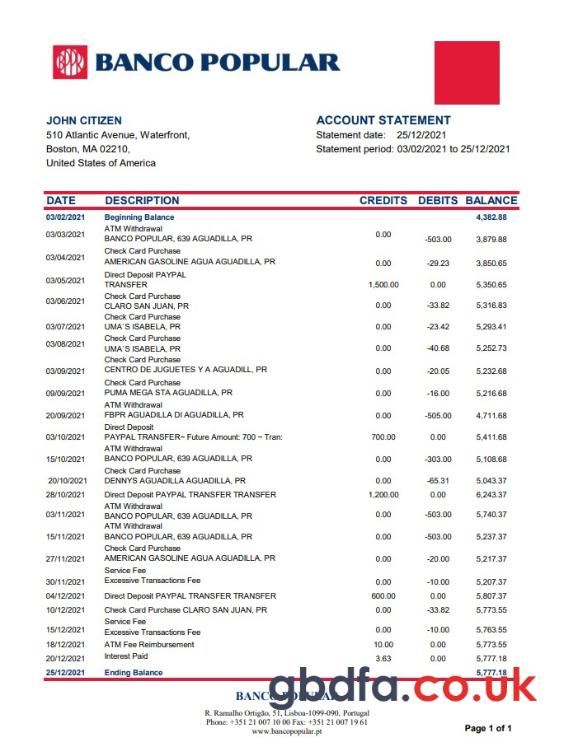 BANCO POPULAR
JOHN CITIZEN
510 Atlantic Avenue, Waterfront,
Boston, MA 02210,
United States of America
ACCOUNT STATEMENT
Statement date: 25/12/2021
Statement period: 03/02/2021 to 25/12/2021
DATE DESCRIPTION CREDITS DEBITS BALANCE
03/02/2021 Beginning Balance 4,382.88
ATM Withdrawal
03/03/2021 BANCO POPULAR, 639 AGUADILLA, PR 0.00 -503.00 3,879.88
Check Card Purchase
03/04/2021 AMERICAN GASOLINE AGUA AGUADILLA, PR 0.00 -29.23 3,850.65
Direct Deposit PAYPAL
03/05/2021 TRANSFER 1,500.00 0.00 5,350.65
Check Card Purchase
03/06/2021 CLARO SAN JUAN, PR 0.00 -33.82 5,316.83
Check Card Purchase
03/07/2021 UMA`S ISABELA, PR 0.00 -23.42 5,293.41
Check Card Purchase
03/08/2021 UMA`S ISABELA, PR 0.00 -40.68 5,252.73
Check Card Purchase
03/09/2021 CENTRO DE JUGUETES Y A AGUADILL, PR 0.00 -20.05 5,232.68
Check Card Purchase
09/09/2021 PUMA MEGA STA AGUADILLA, PR 0.00 -16.00 5,216.68
ATM Withdrawal
20/09/2021 FBPR AGUADILLA DI AGUADILLA, PR 0.00 -505.00 4,711.68
Direct Deposit
03/10/2021 PAYPAL TRANSFER~ Future Amount: 700 ~ Tran: 700.00 0.00 5,411.68
ATM Withdrawal
15/10/2021 BANCO POPULAR, 639 AGUADILLA, PR 0.00 -303.00 5,108.68
Check Card Purchase
20/10/2021 DENNYS AGUADILLA AGUADILLA, PR 0.00 -65.31 5,043.37
28/10/2021 Direct Deposit PAYPAL TRANSFER TRANSFER 1,200.00 0.00 6,243.37
ATM Withdrawal
03/11/2021 BANCO POPULAR, 639 AGUADILLA, PR 0.00 -503.00 5,740.37
ATM Withdrawal
15/11/2021 BANCO POPULAR, 639 AGUADILLA, PR 0.00 -503.00 5,237.37
Check Card Purchase
27/11/2021 AMERICAN GASOLINE AGUA AGUADILLA, PR 0.00 -20.00 5,217.37
Service Fee
30/11/2021 Excessive Transactions Fee 0.00 -10.00 5,207.37
04/12/2021 Direct Deposit PAYPAL TRANSFER TRANSFER 600.00 0.00 5,807.37
10/12/2021 Check Card Purchase CLARO SAN JUAN, PR 0.00 -33.82 5,773.55
Service Fee
15/12/2021 Excessive Transactions Fee 0.00 -10.00 5,763.55
18/12/2021 ATM Fee Reimbursement 10.00 0.00 5,773.55
20/12/2021 Interest Paid 3.63 0.00 5,777.18
25/12/2021 Ending Balance 5,777.18
gbdfa.co.uk
BANCO POPULAR
R. Ramalho Ortigão, 51, Lisboa-1099-090, Portugal
Phone: +351 21 007 10 00 Fax: +351 21 007 19 61
www.bancopopular.pt
Page 1 of 1